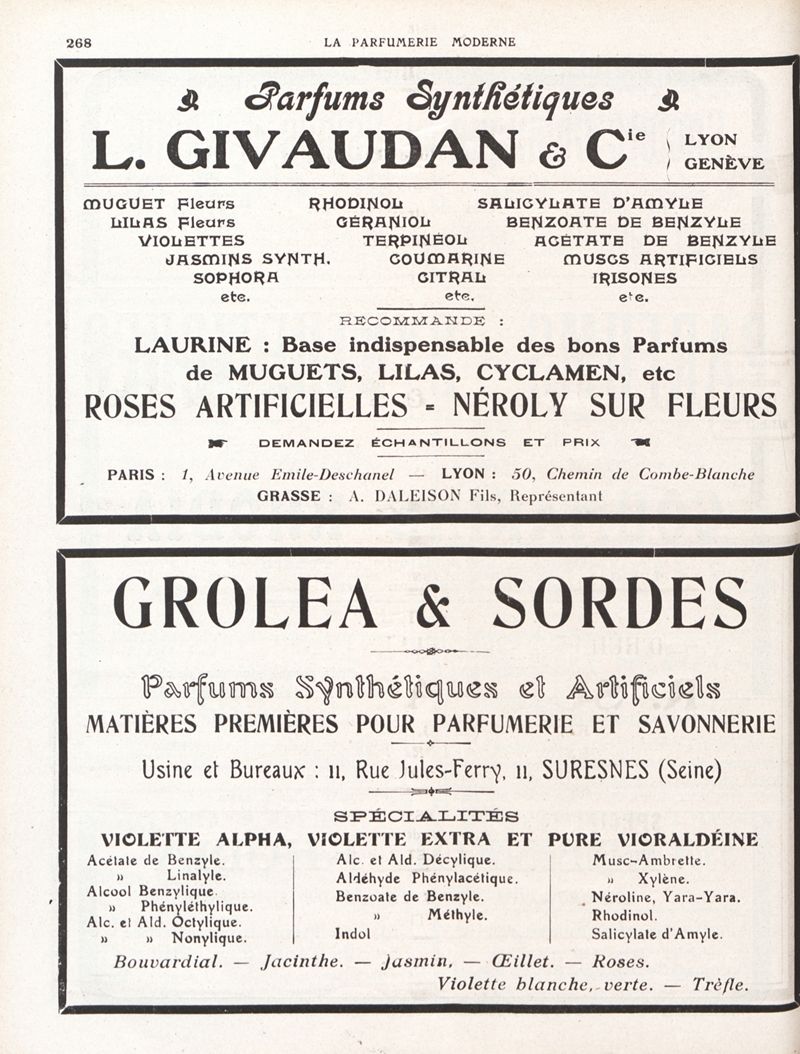 268
LA PARFUMERIE MODERNE
Parfums Synthétiques
L. GIVAUDAN & Cie
LYON
GENÈVE
MUGUET Fleurs RHODINOL SALICYLATE D'AMYLE
LILAS Fleurs GÉRANIOL BENZOATE DE BENZYLE
VIOLETTES TERPINÉOL ACÉTATE DE BENZYLE
JASMINS SYNTH. COUMARINE MUSCS ARTIFICIELS
SOPHORA CITRAL IRISONES
etc. etc. etc.
RECOMMANDE :
LAURINE : Base indispensable des bons Parfums
de MUGUETS, LILAS, CYCLAMEN, etc
ROSES ARTIFICIELLES = NÉROLY SUR FLEURS
DEMANDEZ ÉCHANTILLONS ET PRIX
PARIS : 1, Avenue Emile-Deschanel — LYON : 50, Chemin de Combe-Blanche
GRASSE : A. DALEISON Fils, Représentant
GROLEA & SORDES
Parfums Synthétiques et Artificiels
MATIÈRES PREMIÈRES POUR PARFUMERIE ET SAVONNERIE
Usine et Bureaux : 11, Rue Jules-Ferry, 11, SURESNES (Seine)
SPÉCIALITÉS
VIOLETTE ALPHA, VIOLETTE EXTRA ET PURE VIORALDÉINE
Acétate de Benzyle.
» Linalyle.
Alcool Benzylique.
» Phényléthylique.
Alc. et Ald. Octylique.
» » Nonylique.
Alc. et Ald. Décylique.
Aldéhyde Phénylacétique.
Benzoate de Benzyle.
» Méthyle.
Indol
Musc-Ambrette.
» Xylène.
Néroline, Yara-Yara.
Rhodinol.
Salicylate d'Amyle.
Bouvardial. — Jacinthe. — Jasmin, — Œillet. — Roses.
Violette blanche, verte. — Trèfle.